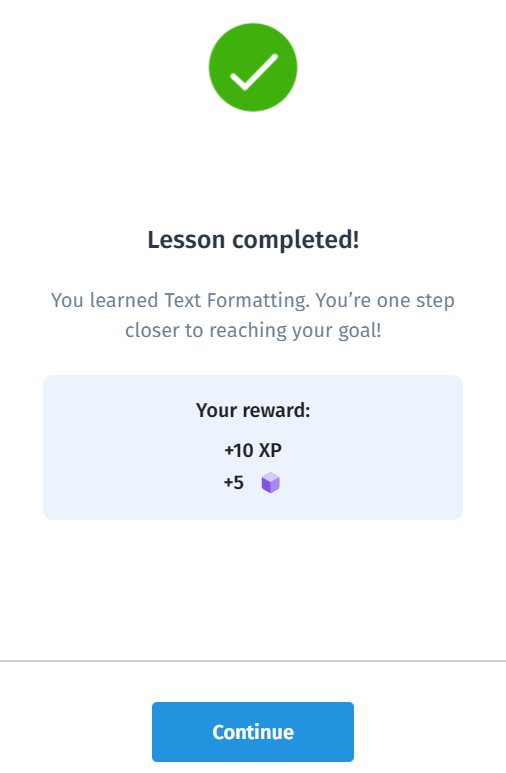 Lesson completed!
You learned Text Formatting. You’re one step
closer to reaching your goal!
Your reward:
+10 XP
+5
Continue